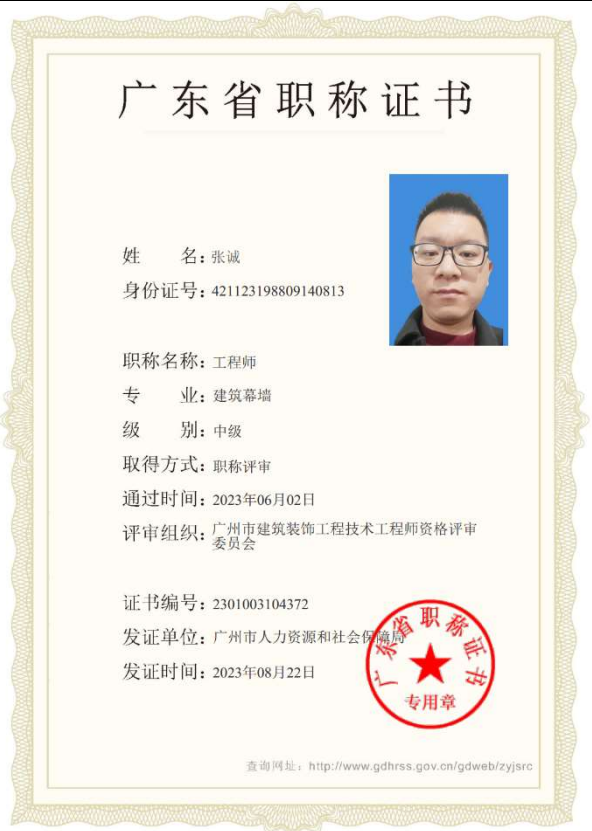 广东省职称证书
姓 名：张诚
身份证号：421123198809140813
职称名称：工程师
专 业：建筑幕墙
级 别：中级
取得方式：职称评审
通过时间：2023年06月02日
评审组织：广州市建筑装饰工程技术工程师资格评审
委员会
证书编号：2301003104372
发证单位：广州市人力资源和社会保障局
发证时间：2023年08月22日
广东省职称证书
专用章
查询网址：http://www.gdhrss.gov.cn/gdweb/zyjsrc